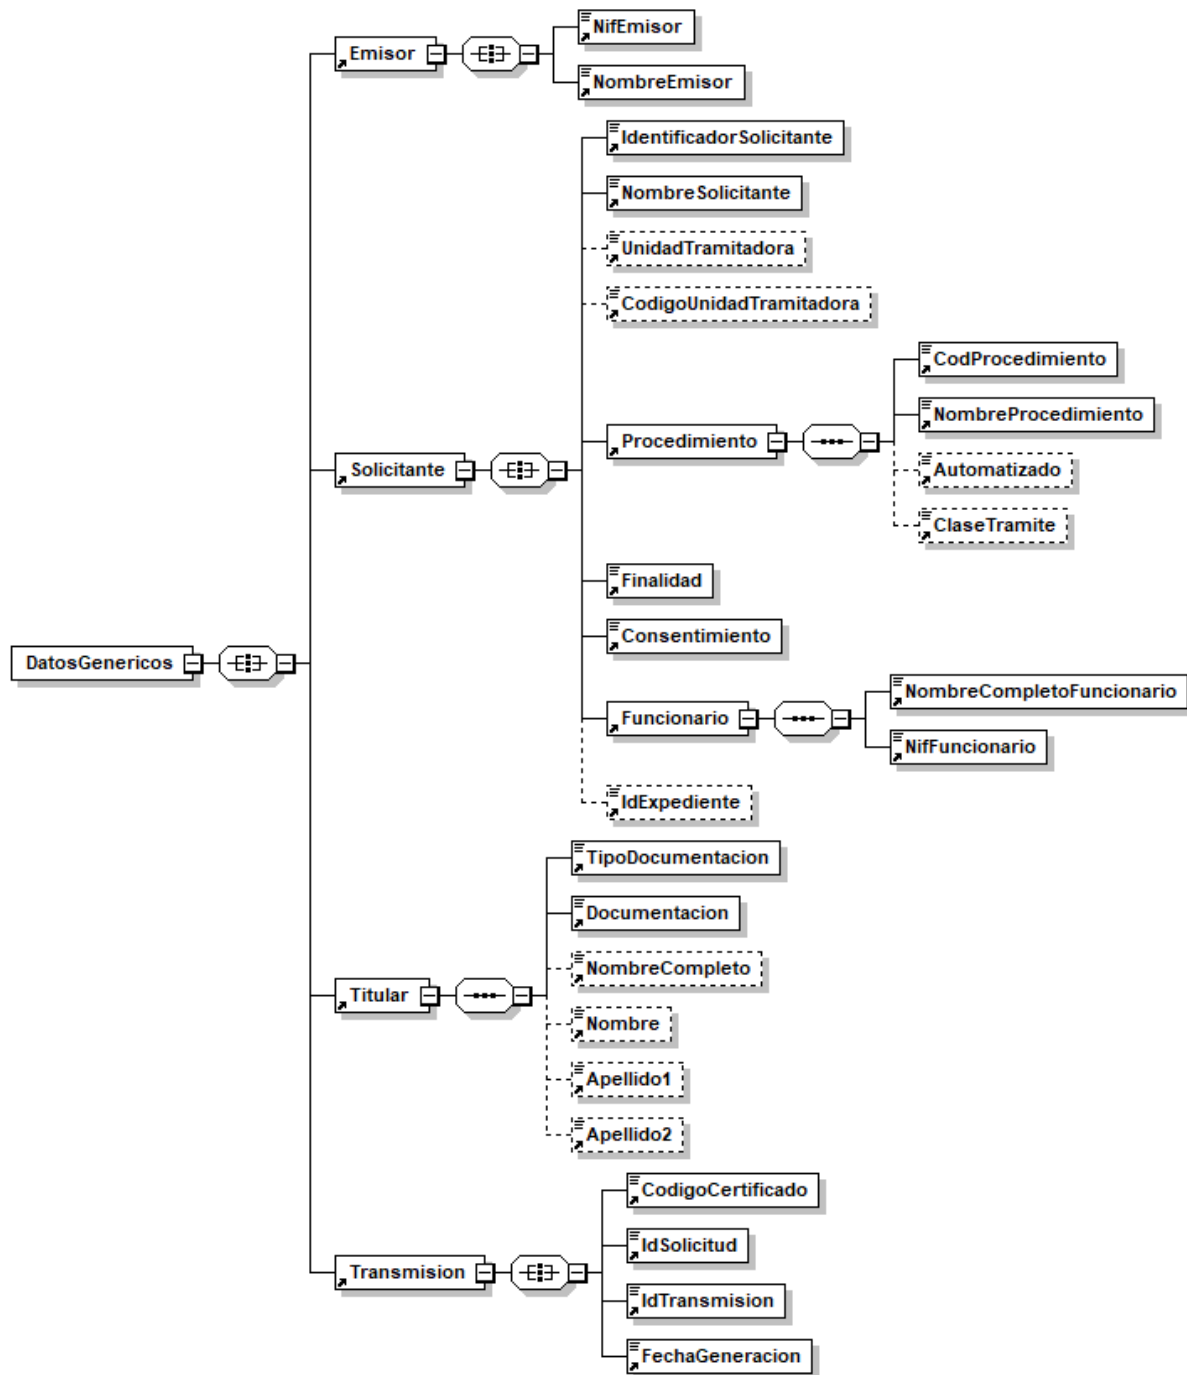 Emisor
NifEmisor
NombreEmisor
IdentificadorSolicitante
NombreSolicitante
UnidadTramitadora
CodigoUnidadTramitadora
CodProcedimiento
NombreProcedimiento
Procedimiento
Automatizado
Solicitante
ClaseTramite
Finalidad
Consentimiento
DatosGenericos
NombreCompletoFuncionario
Funcionario
NifFuncionario
IdExpediente
TipoDocumentacion
Documentacion
NombreCompleto
Titular
Nombre
Apellido1
Apellido2
CodigoCertificado
IdSolicitud
Transmision
IdTransmision
FechaGeneracion